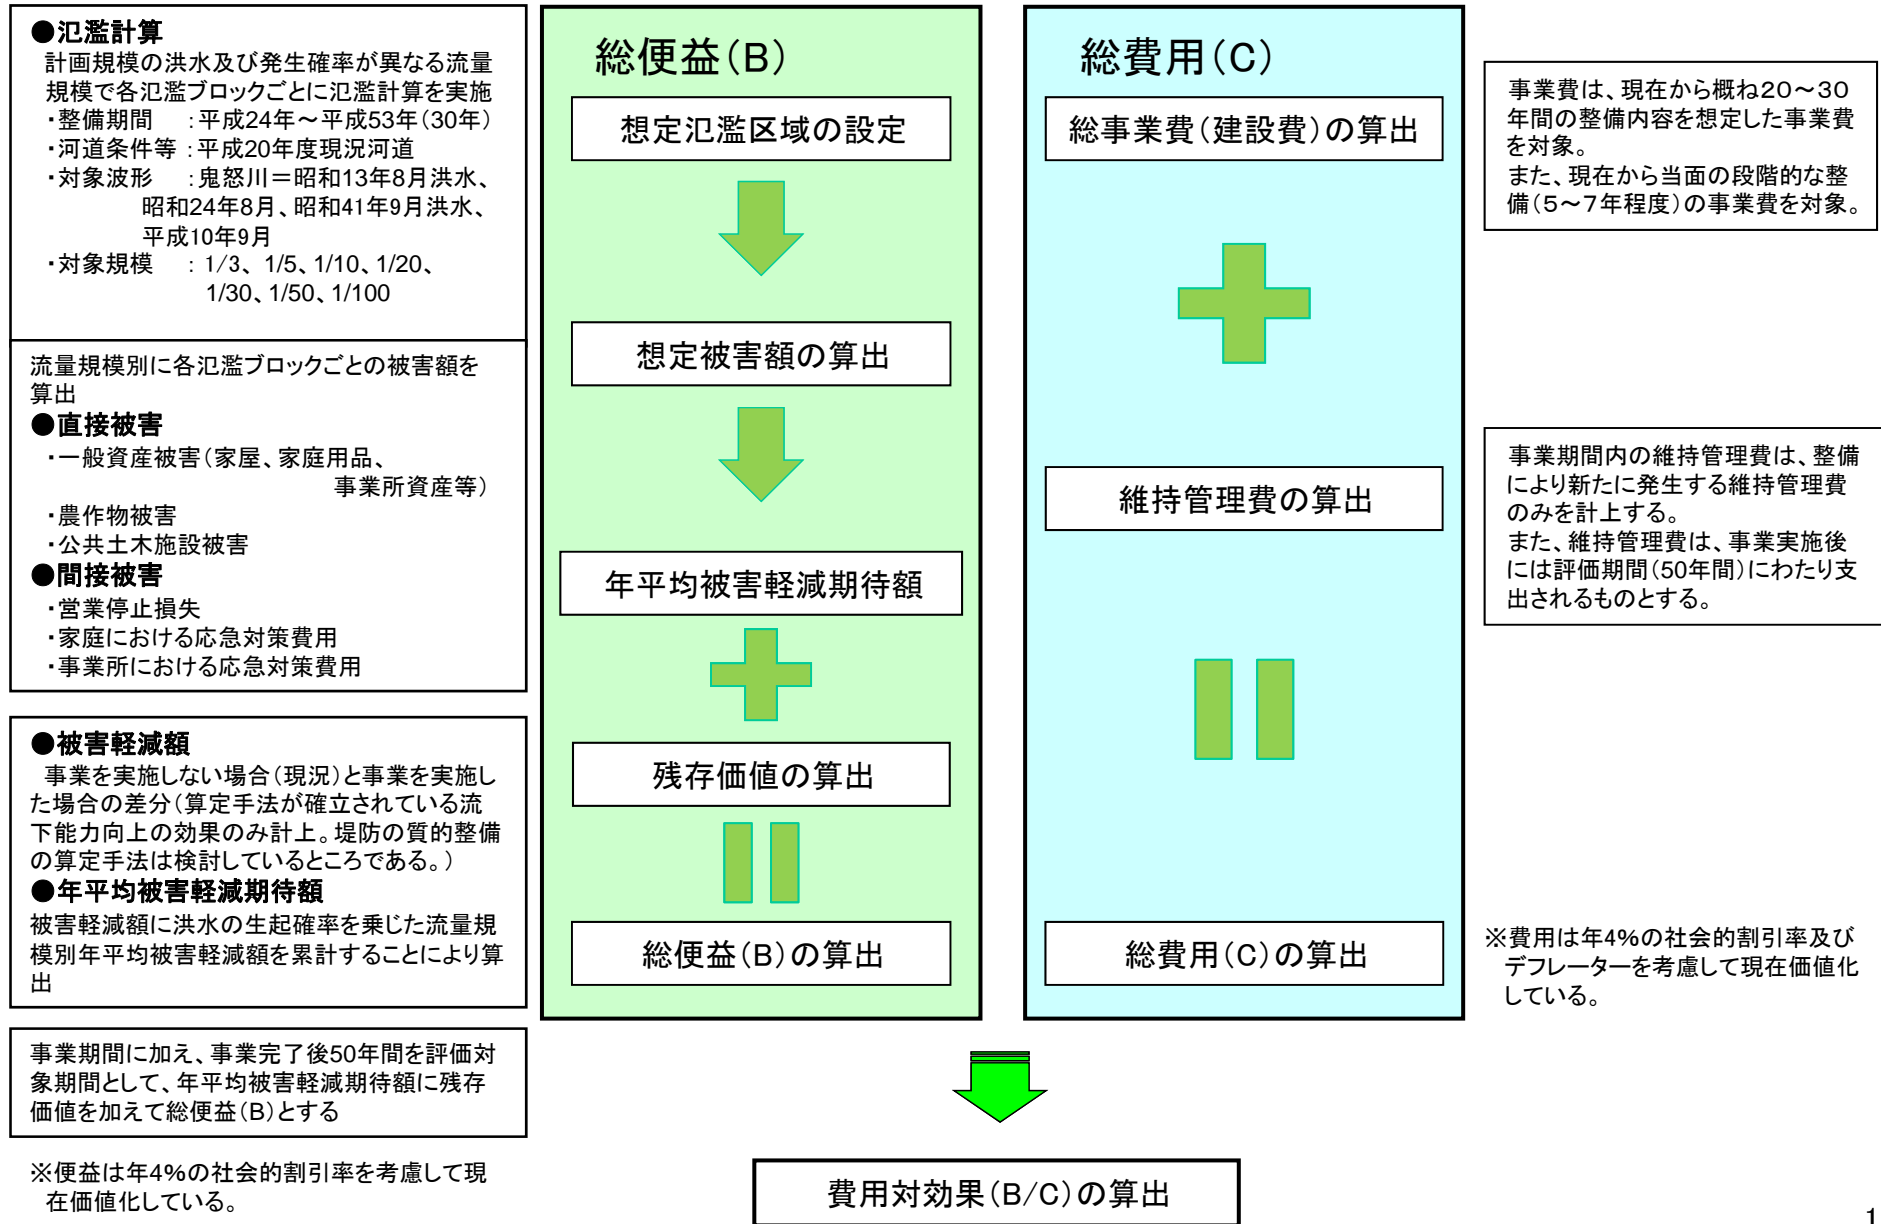 ●氾濫計算
計画規模の洪水及び発生確率が異なる流量
規模で各氾濫ブロックごとに氾濫計算を実施
・整備期間　：平成24年～平成53年（30年）
・河道条件等：平成20年度現況河道
・対象波形　：鬼怒川＝昭和13年8月洪水、
昭和24年8月、昭和41年9月洪水、
平成10年9月
・対象規模　：1/3、1/5、1/10、1/20、
1/30、1/50、1/100
流量規模別に各氾濫ブロックごとの被害額を
算出
●直接被害
・一般資産被害（家屋、家庭用品、
事業所資産等）
・農作物被害
・公共土木施設被害
●間接被害
・営業停止損失
・家庭における応急対策費用
・事業所における応急対策費用
●被害軽減額
事業を実施しない場合（現況）と事業を実施し
た場合の差分（算定手法が確立されている流
下能力向上の効果のみ計上。堤防の質的整備
の算定手法は検討しているところである。）
●年平均被害軽減期待額
被害軽減額に洪水の生起確率を乗じた流量規
模別年平均被害軽減額を累計することにより算
出
事業期間に加え、事業完了後50年間を評価対
象期間として、年平均被害軽減期待額に残存
価値を加えて総便益（B）とする
※便益は年4％の社会的割引率を考慮して現
在価値化している。
総便益（B）
想定氾濫区域の設定
想定被害額の算出
年平均被害軽減期待額
残存価値の算出
総便益（B）の算出
総費用（C）
総事業費（建設費）の算出
維持管理費の算出
総費用（C）の算出
事業費は、現在から概ね20～30
年間の整備内容を想定した事業費
を対象。
また、現在から当面の段階的な整
備（5～7年程度）の事業費を対象。
事業期間内の維持管理費は、整備
により新たに発生する維持管理費
のみを計上する。
また、維持管理費は、事業実施後
には評価期間（50年間）にわたり支
出されるものとする。
※費用は年4%の社会的割引率及び
デフレーターを考慮して現在価値化
している。
費用対効果（B/C）の算出
1